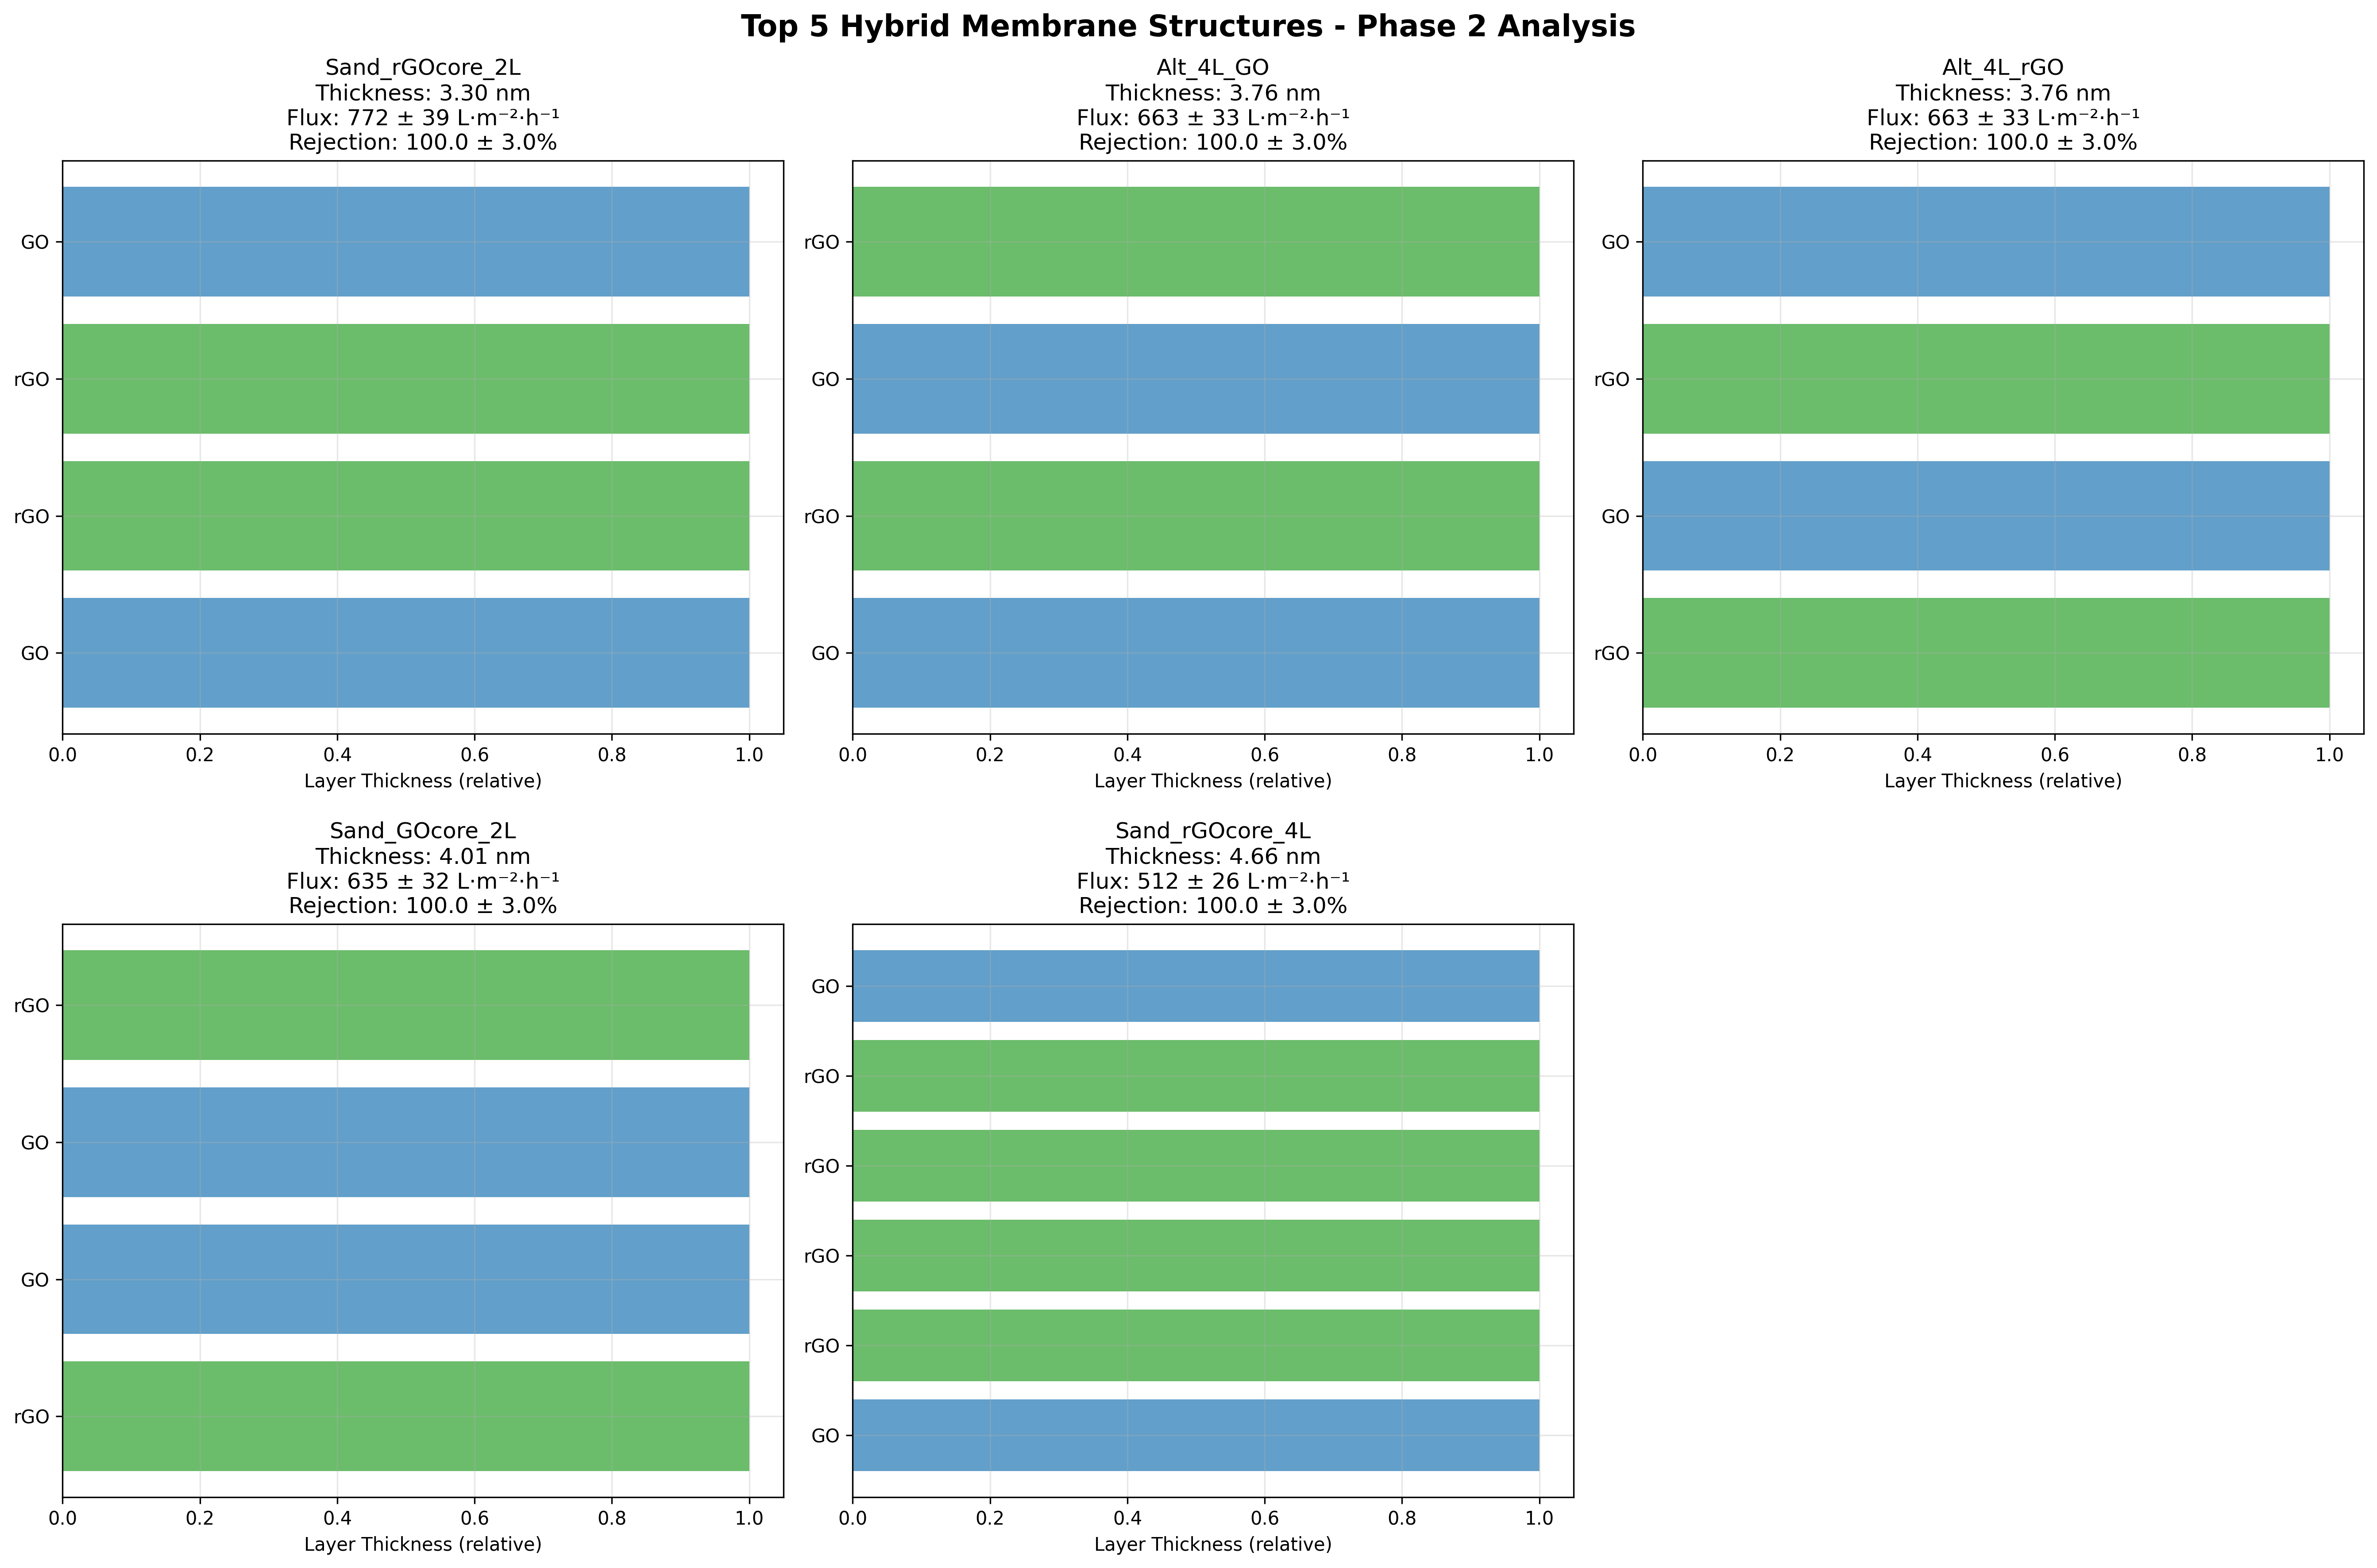 Top 5 Hybrid Membrane Structures - Phase 2 Analysis
Sand_rGOcore_2L
Thickness: 3.30 nm
Flux: 772 ± 39 L·m⁻²·h⁻¹
Rejection: 100.0 ± 3.0%
GO
rGO
rGO
GO
0.0 0.2 0.4 0.6 0.8 1.0
Layer Thickness (relative)
Alt_4L_GO
Thickness: 3.76 nm
Flux: 663 ± 33 L·m⁻²·h⁻¹
Rejection: 100.0 ± 3.0%
rGO
GO
rGO
GO
0.0 0.2 0.4 0.6 0.8 1.0
Layer Thickness (relative)
Alt_4L_rGO
Thickness: 3.76 nm
Flux: 663 ± 33 L·m⁻²·h⁻¹
Rejection: 100.0 ± 3.0%
GO
rGO
GO
rGO
0.0 0.2 0.4 0.6 0.8 1.0
Layer Thickness (relative)
Sand_GOcore_2L
Thickness: 4.01 nm
Flux: 635 ± 32 L·m⁻²·h⁻¹
Rejection: 100.0 ± 3.0%
rGO
GO
GO
rGO
0.0 0.2 0.4 0.6 0.8 1.0
Layer Thickness (relative)
Sand_rGOcore_4L
Thickness: 4.66 nm
Flux: 512 ± 26 L·m⁻²·h⁻¹
Rejection: 100.0 ± 3.0%
GO
rGO
rGO
rGO
rGO
GO
0.0 0.2 0.4 0.6 0.8 1.0
Layer Thickness (relative)